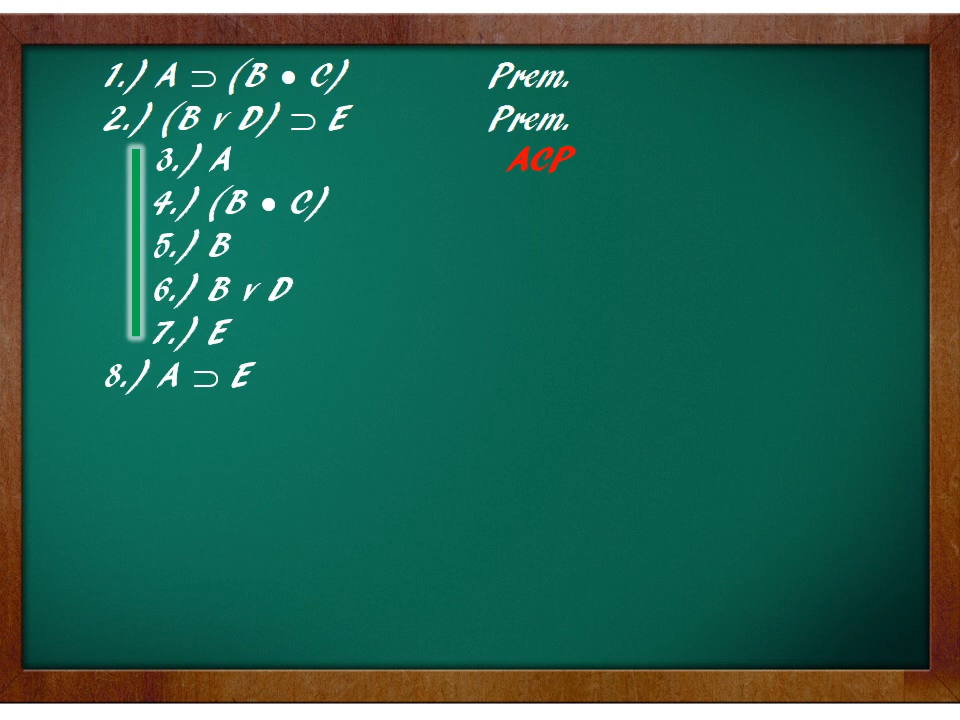 1.) A ⊃ (B • C) Prem.
2.) (B v D) ⊃ E Prem.
3.) A ACP
4.) (B • C)
5.) B
6.) B v D
7.) E
8.) A ⊃ E